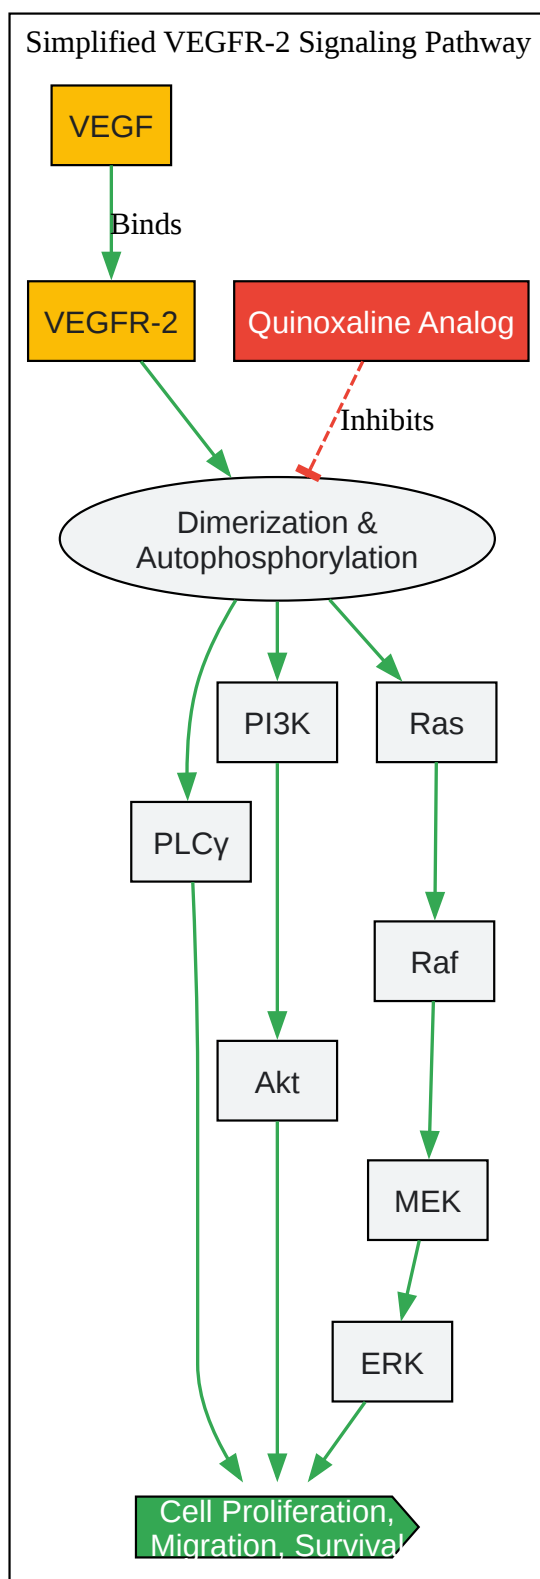 Simplified VEGFR-2 Signaling Pathway
VEGF
Binds
VEGFR-2
Quinoxaline Analog
Inhibits
Dimerization &
Autophosphorylation
PI3K
Ras
PLCγ
Raf
Akt
MEK
ERK
Cell Proliferation,
Migration, Survival